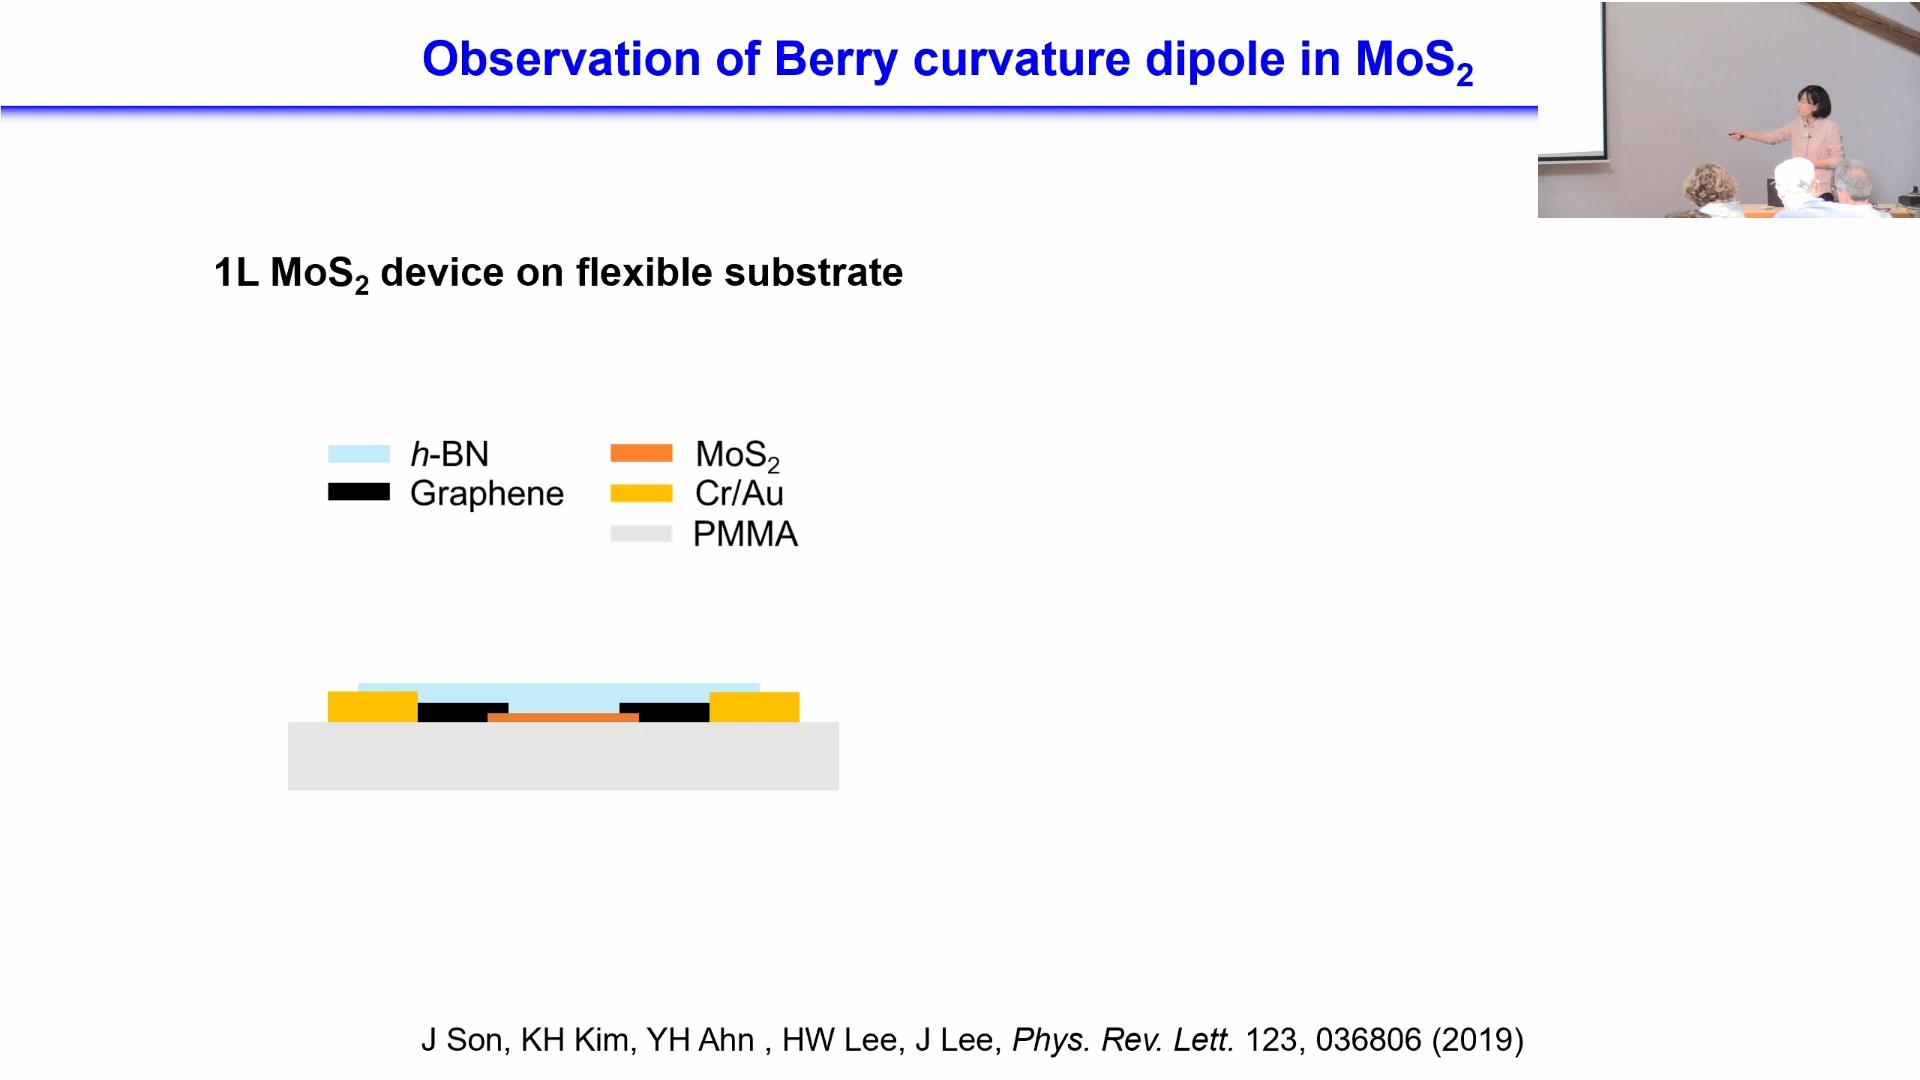 Observation of Berry curvature dipole in MoS₂
1L MoS₂ device on flexible substrate
h-BN
MoS₂
Graphene
Cr/Au
PMMA
J Son, KH Kim, YH Ahn , HW Lee, J Lee, Phys. Rev. Lett. 123, 036806 (2019)